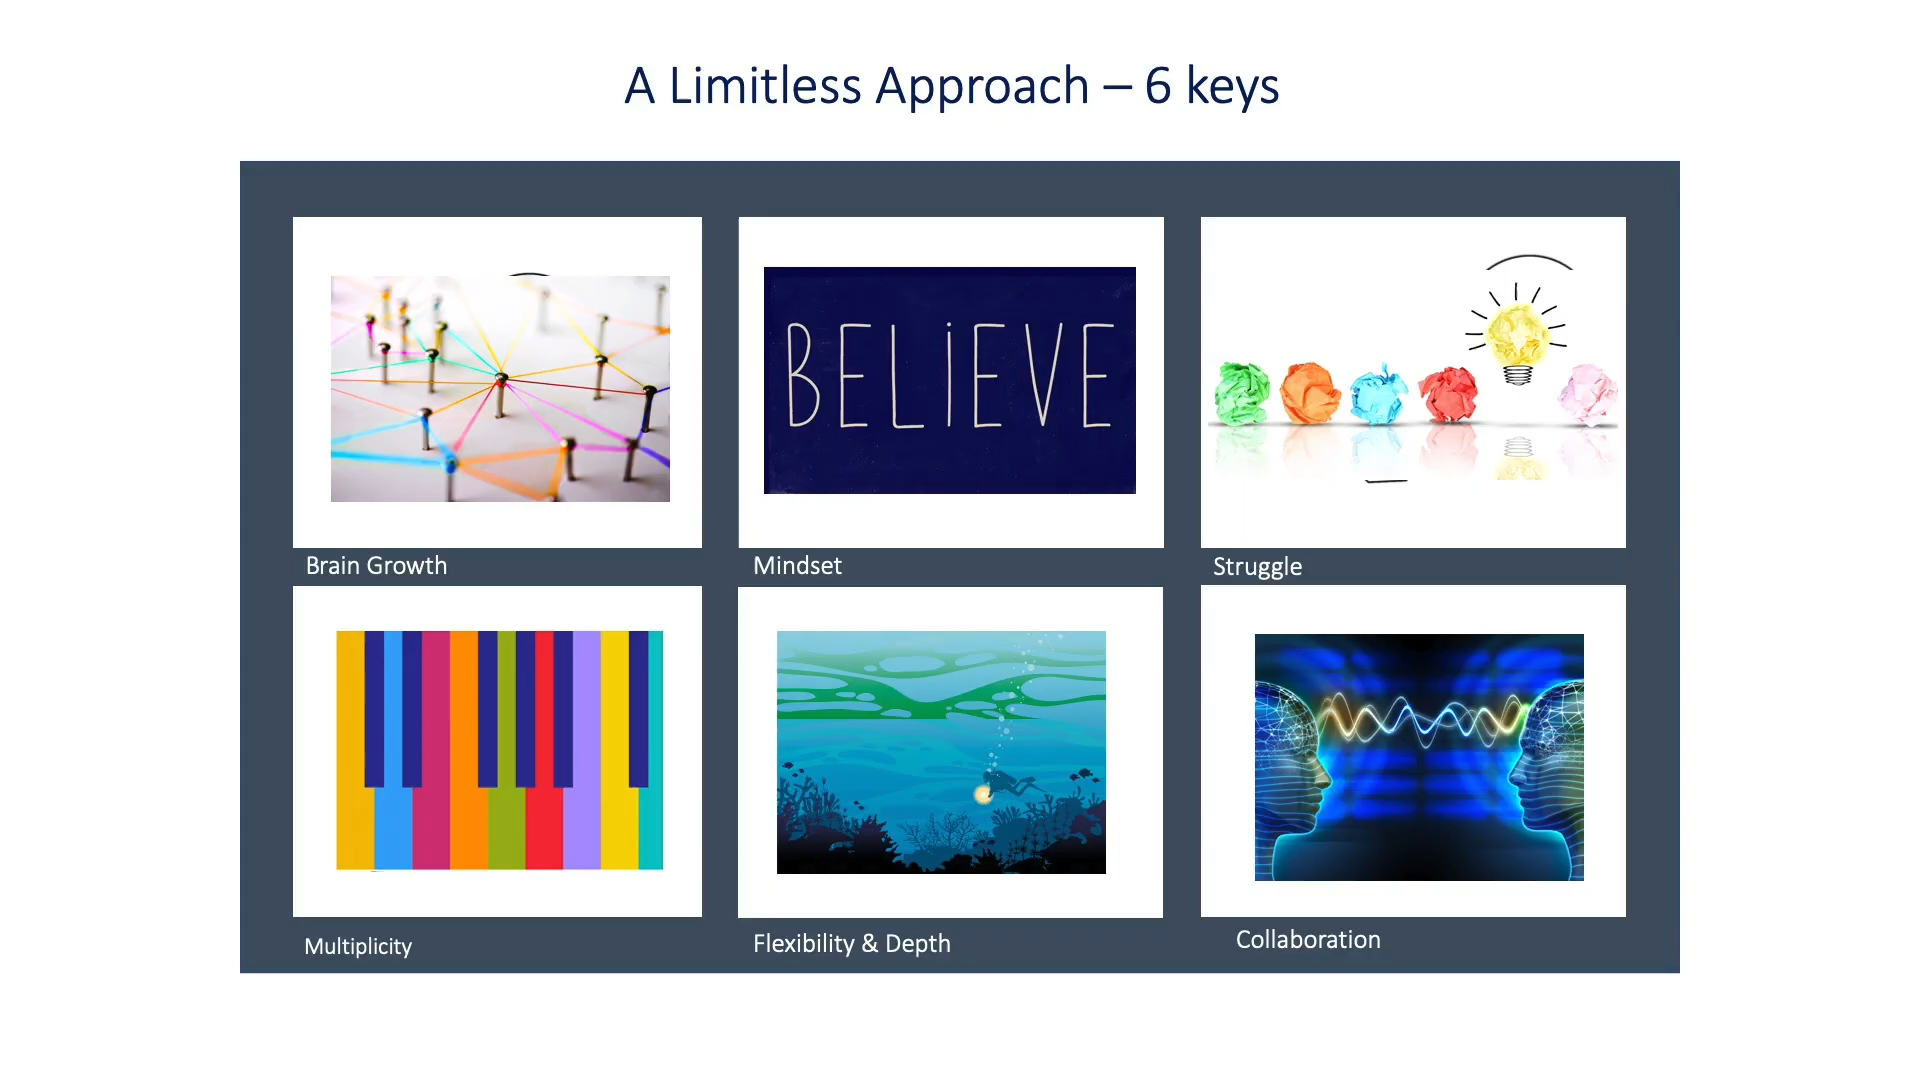 A Limitless Approach – 6 keys
BELiEVE
Brain Growth
Mindset
Struggle
Multiplicity
Flexibility & Depth
Collaboration